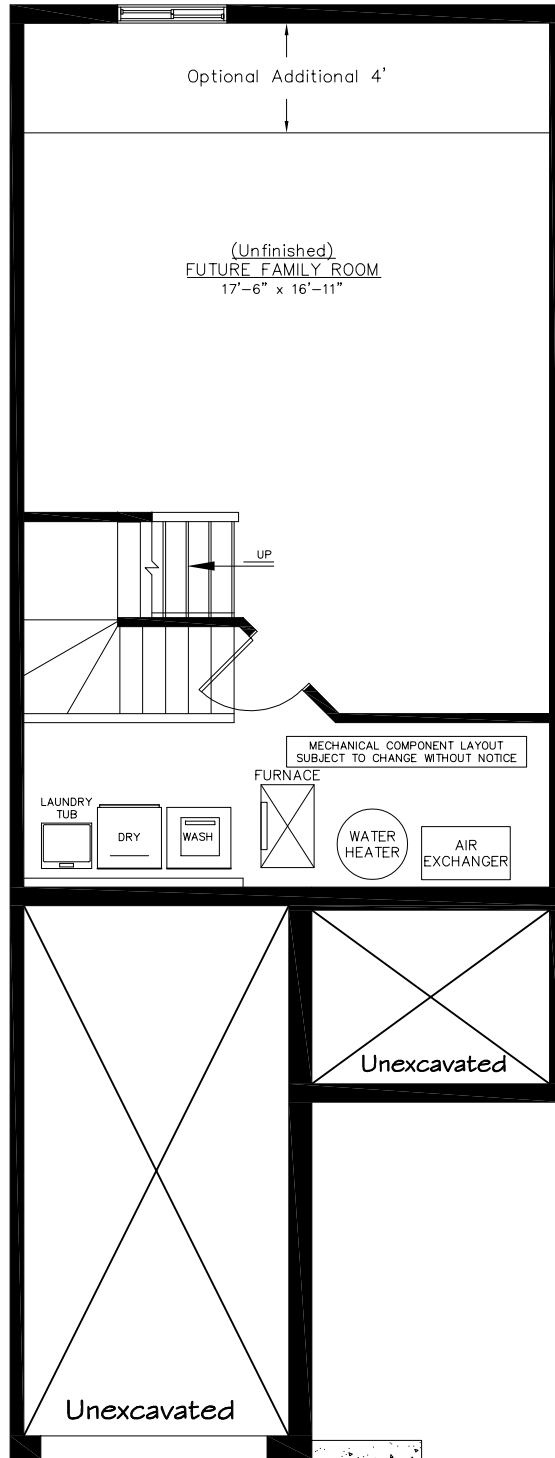 Optional Additional 4'
(Unfinished)
FUTURE FAMILY ROOM
17'-6" x 16'-11"
UP
MECHANICAL COMPONENT LAYOUT
SUBJECT TO CHANGE WITHOUT NOTICE
FURNACE
LAUNDRY
TUB
DRY
WASH
WATER
HEATER
AIR
EXCHANGER
Unexcavated
Unexcavated